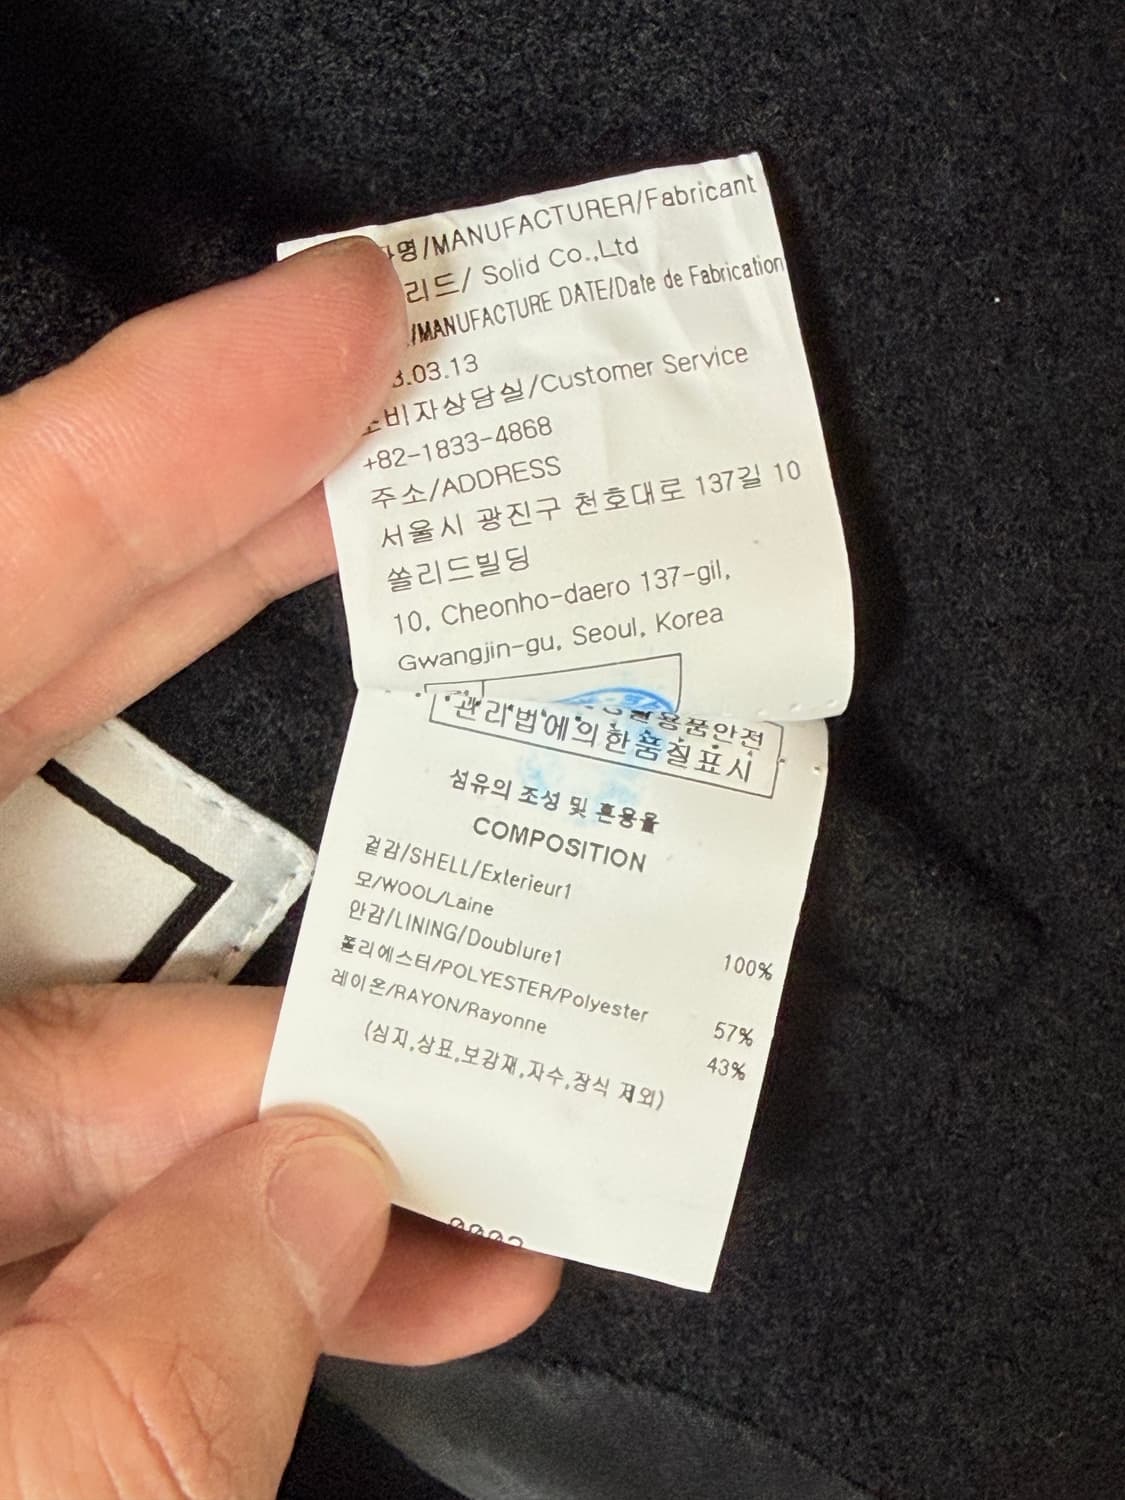 명/MANUFACTURER/Fabricant
리드/ Solid Co.,Ltd
/MANUFACTURE DATE/Date de Fabrication
3.03.13
비자상담실/Customer Service
+82-1833-4868
주소/ADDRESS
서울시 광진구 천호대로 137길 10
쏠리드빌딩
10, Cheonho-daero 137-gil,
Gwangjin-gu, Seoul, Korea
용품안전
관리법에의한품질표시
섬유의 조성 및 혼용율
COMPOSITION
겉감/SHELL/Exterieur1
모/WOOL/Laine 100%
안감/LINING/Doublure1
폴리에스터/POLYESTER/Polyester 57%
레이온/RAYON/Rayonne 43%
(심지,상표,보강재,자수,장식 제외)